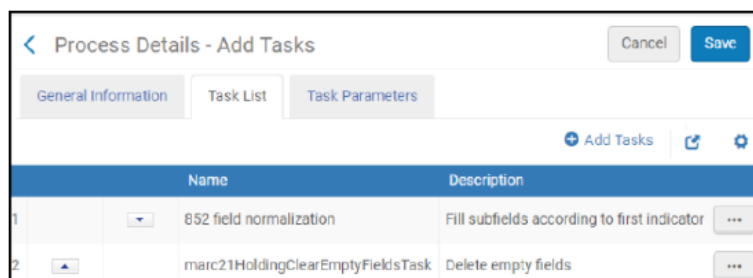 Process Details - Add Tasks
Cancel
Save
General Information
Task List
Task Parameters
Add Tasks
Name
Description
1
852 field normalization
Fill subfields according to first indicator
2
marc21HoldingClearEmptyFieldsTask
Delete empty fields